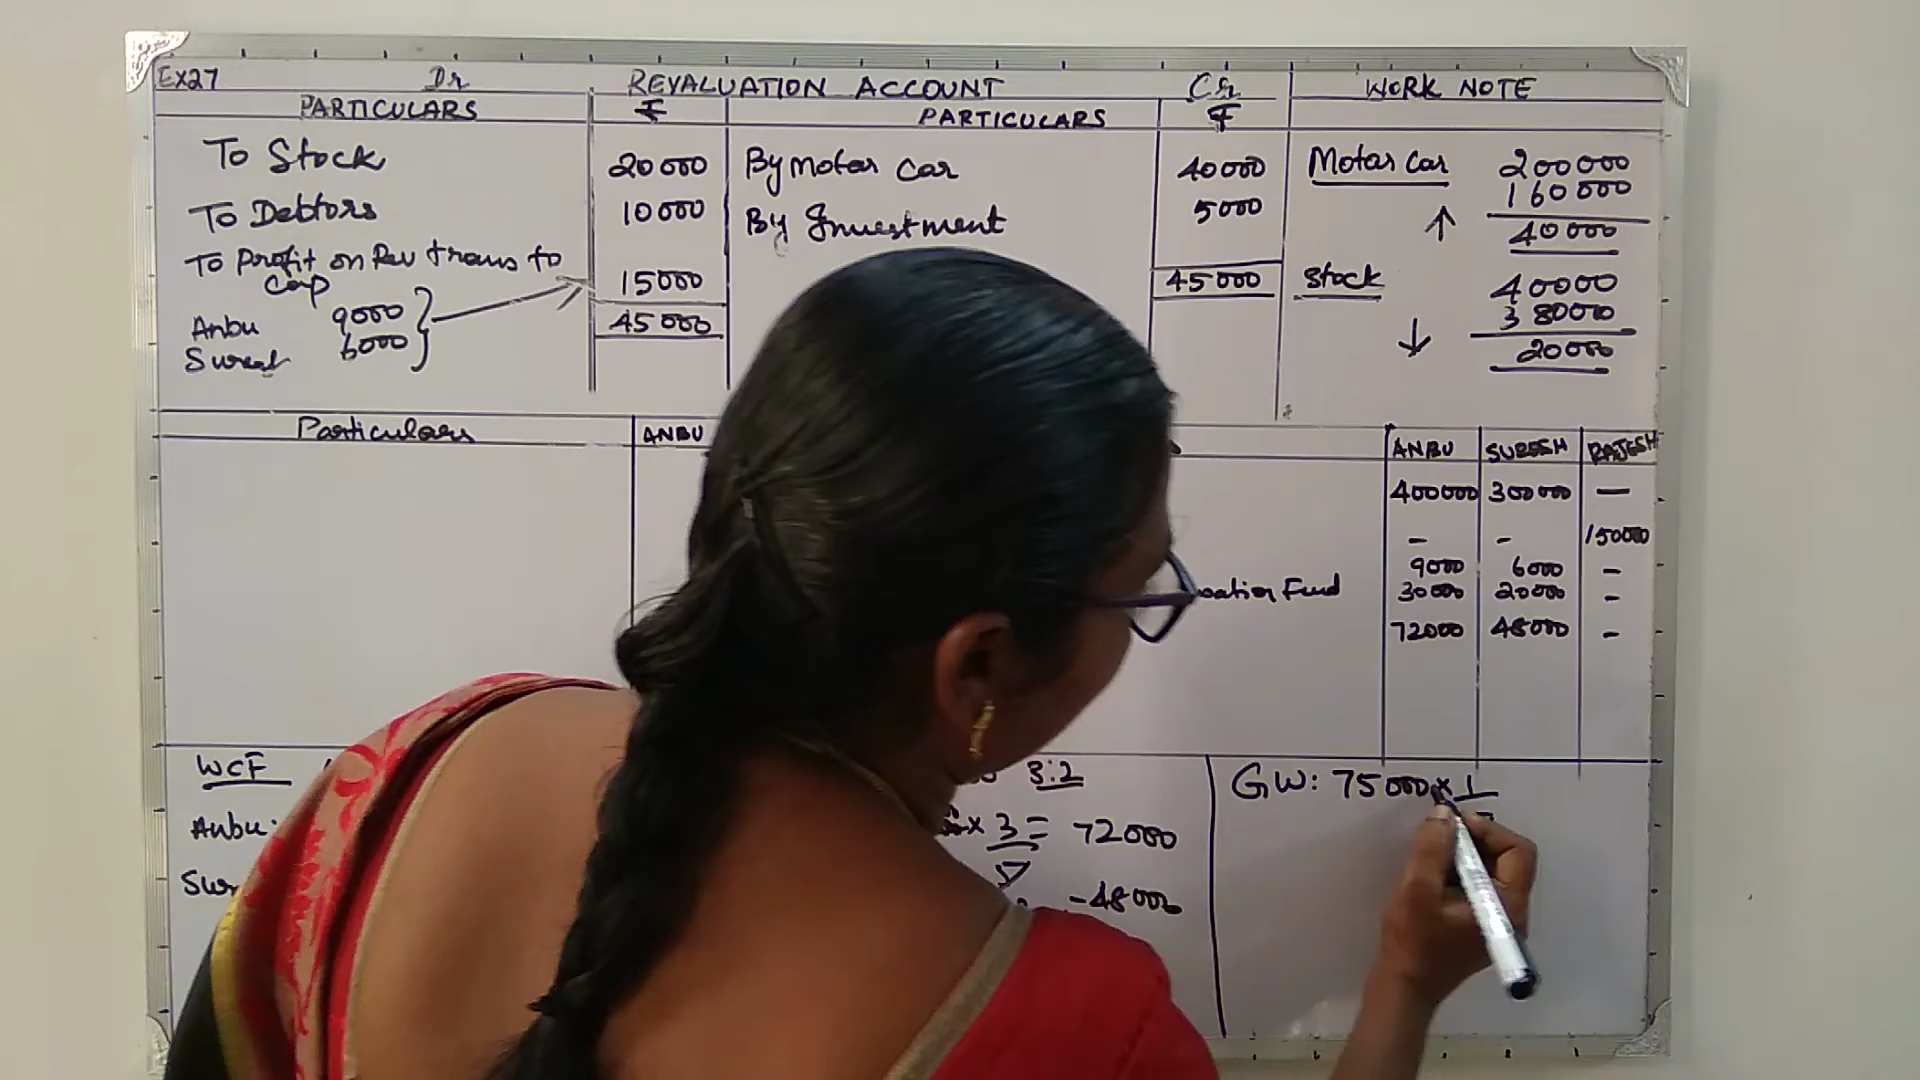 EX27 Dr REVALUATION ACCOUNT Cr WORK NOTE
PARTICULARS ₹ PARTICULARS ₹
To Stock 20000 By Motor car 40000 Motor car 200000
160000
To Debtors 10000 By Investment 5000 ↑ 40000
To Profit on Rev trans to
Cap 15000 45000 Stock 40000
Anbu 9000 45000 380000
Suresh 6000 ↓ 20000
Particulars ANBU ANBU SURESH RAJESH
400000 300000 —
- - 150000
9000 6000 -
Fund 30000 20000 -
72000 48000 -
WCF 3:2 GW: 75000 × 1
Anbu: × 3 = 72000
5
48000